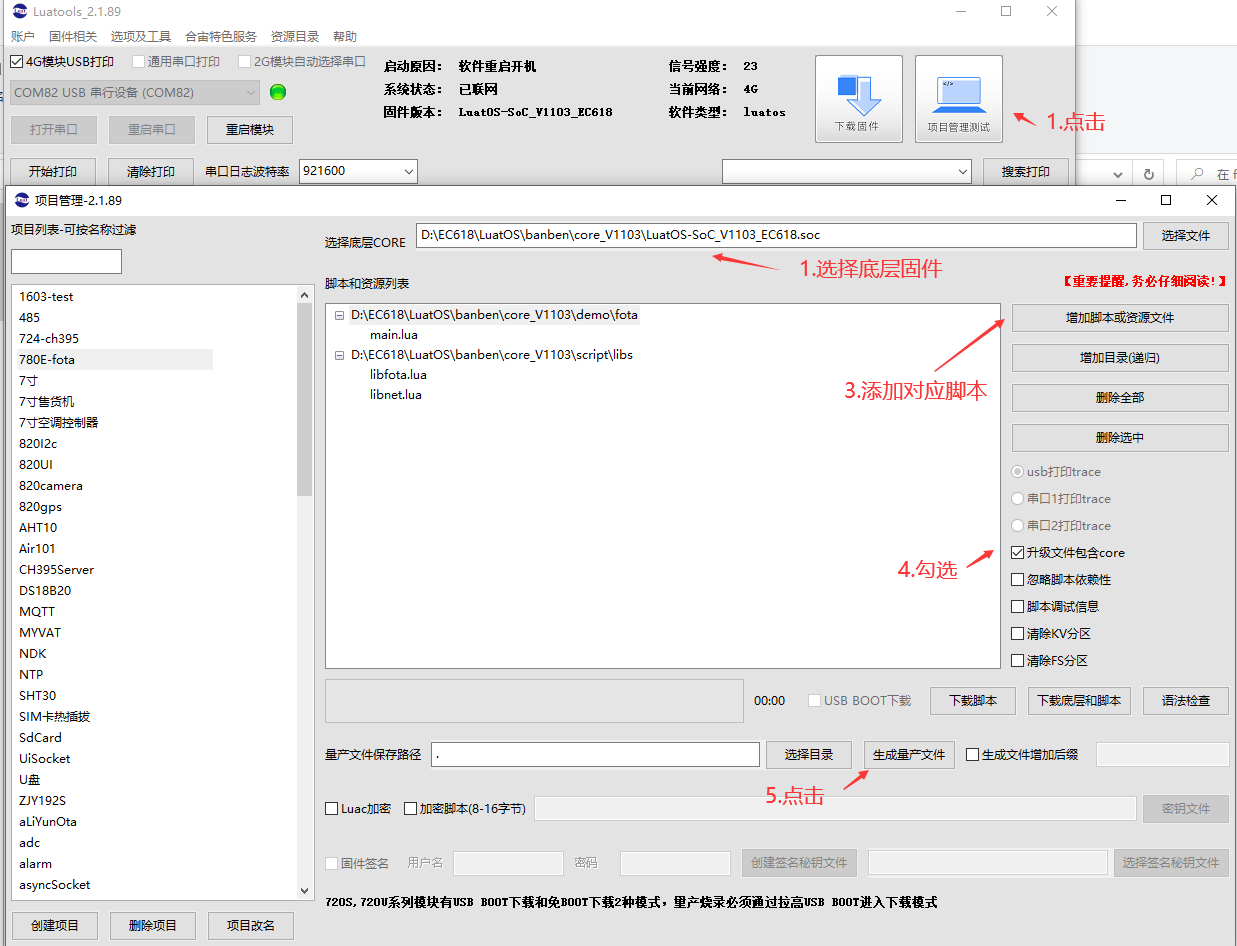 Luatools_2.1.89
账户 固件相关 选项及工具 合宙特色服务 资源目录 帮助
4G模块USB打印 通用串口打印 2G模块自动选择串口
COM82 USB 串行设备 (COM82)
打开串口 重启串口 重启模块
启动原因: 软件重启开机 信号强度: 23
系统状态: 已联网 当前网络: 4G
固件版本: LuatOS-SoC_V1103_EC618 软件类型: luatos
下载固件 项目管理测试
1.点击
开始打印 清除打印 串口日志波特率 921600 搜索打印
在 f
项目管理-2.1.89
项目列表-可按名称过滤
1603-test
485
724-ch395
780E-fota
7寸
7寸售货机
7寸空调控制器
820I2c
820UI
820camera
820gps
AHT10
Air101
CH395Server
DS18B20
MQTT
MYVAT
NDK
NTP
SHT30
SIM卡热插拔
SdCard
UiSocket
U盘
ZJY192S
aLiYunOta
adc
alarm
asyncSocket
创建项目 删除项目 项目改名
选择底层CORE D:\EC618\LuatOS\banben\core_V1103\LuatOS-SoC_V1103_EC618.soc 选择文件
1.选择底层固件
【重要提醒,务必仔细阅读!】
脚本和资源列表
D:\EC618\LuatOS\banben\core_V1103\demo\fota
main.lua
D:\EC618\LuatOS\banben\core_V1103\script\libs
libfota.lua
libnet.lua
3.添加对应脚本
4.勾选
增加脚本或资源文件
增加目录(递归)
删除全部
删除选中
usb打印trace
串口1打印trace
串口2打印trace
升级文件包含core
忽略脚本依赖性
脚本调试信息
清除KV分区
清除FS分区
00:00 USB BOOT下载 下载脚本 下载底层和脚本 语法检查
量产文件保存路径 . 选择目录 生成量产文件 生成文件增加后缀
5.点击
Luac加密 加密脚本(8-16字节) 密钥文件
固件签名 用户名 密码 创建签名秘钥文件 选择签名秘钥文件
720S,720U系列模块有USB BOOT下载和免BOOT下载2种模式，量产烧录必须通过拉高USB BOOT进入下载模式